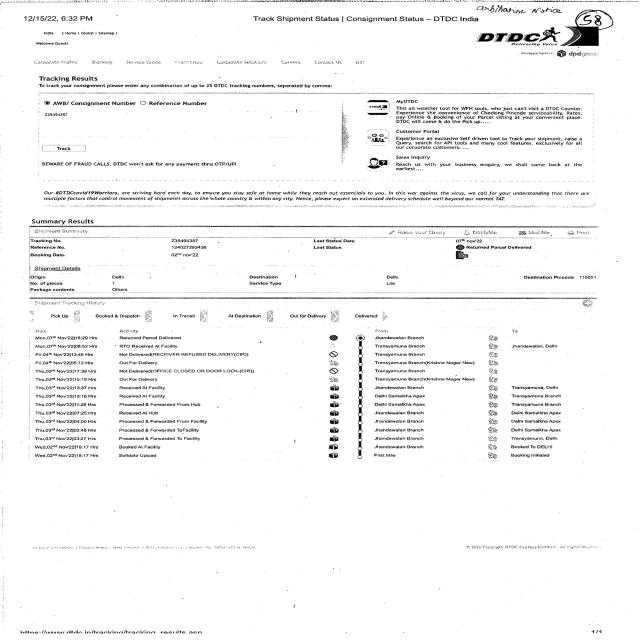 Arbitration Notice
58
12/15/22, 6:32 PM
Track Shipment Status | Consignment Status – DTDC India
India | Home | Global | Sitemap |
Welcome Guest!
DTDC
Delivering Value
dpdgroup
Corporate Profile Tracking Service Guide Franchise Corporate Solutions Careers Contact Us GST
Tracking Results
To track your consignment please enter any combination of up to 25 DTDC tracking numbers, separated by comma:
AWB/ Consignment Number Reference Number
Z39494387
Track
BEWARE OF FRAUD CALLS, DTDC won't ask for any payment thru OTP/UPI!
MyDTDC
This all weather tool for WFH souls, who just can't visit a DTDC Counter.
Experience the convenience of Checking Pincode serviceability, Rates,
pay Online & Booking of your Parcel sitting at your convenient place.
DTDC will come & do the Pick up.....
Customer Portal
Experience an exclusive Self driven tool to Track your shipment, raise a
Query, search for API tools and many cool features, exclusively for all
our corporate customers....
Sales Inquiry
Reach us with your business enquiry, we shall come back at the
earliest....
Our #DTDCcovid19Warriors, are striving hard each day, to ensure you stay safe at home while they reach out essentials to you. In this war against the virus, we call for your understanding that there are
multiple factors that control movement of shipments across the whole country & within any city. Hence, please expect an extended delivery schedule well beyond our normal TAT.
Summary Results
Shipment Summary Raise your Query NotifyMe Mail Me Print
Tracking No. Z39494387 Last Status Date 07th nov'22
Reference No. Last Status Returned Parcel Delivered
Booking Date. 02nd nov'22
Shipment Details
Origin Delhi Destination Delhi Destination Pincode 110051
No. of pieces 1 Service Type Lite
Package contents Others
Shipment Tracking History
Pick Up Booked & Dispatch In Transit At Destination Out for Delivery Delivered
Date Activity From To
Mon,07th Nov'22|18:29 Hrs Returned Parcel Delivered Jhandewalan Branch
Mon,07th Nov'22|08:53 Hrs RTO Received At Facility Transyamuna Branch Jhandewalan, Delhi
Fri,04th Nov'22|13:46 Hrs Not Delivered(RECEIVER REFUSED DELIVERY(CIR)) Transyamuna Branch
Fri,04th Nov'22|08:12 Hrs Out For Delivery Transyamuna Branch(Krishna Nagar New)
Thu,03rd Nov'22|17:39 Hrs Not Delivered(OFFICE CLOSED OR DOOR LOCK-(CIR)) Transyamuna Branch
Thu,03rd Nov'22|15:19 Hrs Out For Delivery Transyamuna Branch(Krishna Nagar New)
Thu,03rd Nov'22|13:37 Hrs Received At Facility Jhandewalan Branch Transyamuna, Delhi
Thu,03rd Nov'22|13:16 Hrs Received At Facility Delhi Samalkha Apex Transyamuna Branch
Thu,03rd Nov'22|11:28 Hrs Processed & Forwarded From Hub Delhi Samalkha Apex Transyamuna Branch
Thu,03rd Nov'22|07:25 Hrs Received At Hub Jhandewalan Branch Delhi Samalkha Apex
Thu,03rd Nov'22|04:00 Hrs Processed & Forwarded From Facility Jhandewalan Branch Delhi Samalkha Apex
Thu,03rd Nov'22|03:48 Hrs Processed & Forwarded ToFacility Jhandewalan Branch Delhi Samalkha Apex
Thu,03rd Nov'22|03:27 Hrs Processed & Forwarded To Facility Jhandewalan Branch Transyamuna, Delhi
Wed,02nd Nov'22|19:17 Hrs Booked At Facility Jhandewalan Branch Booked To DELHI
Wed,02nd Nov'22|18:17 Hrs Softdata Upload First Mile Booking Initiated
https://www.dtdc.in/tracking/tracking_results.asp
1/1